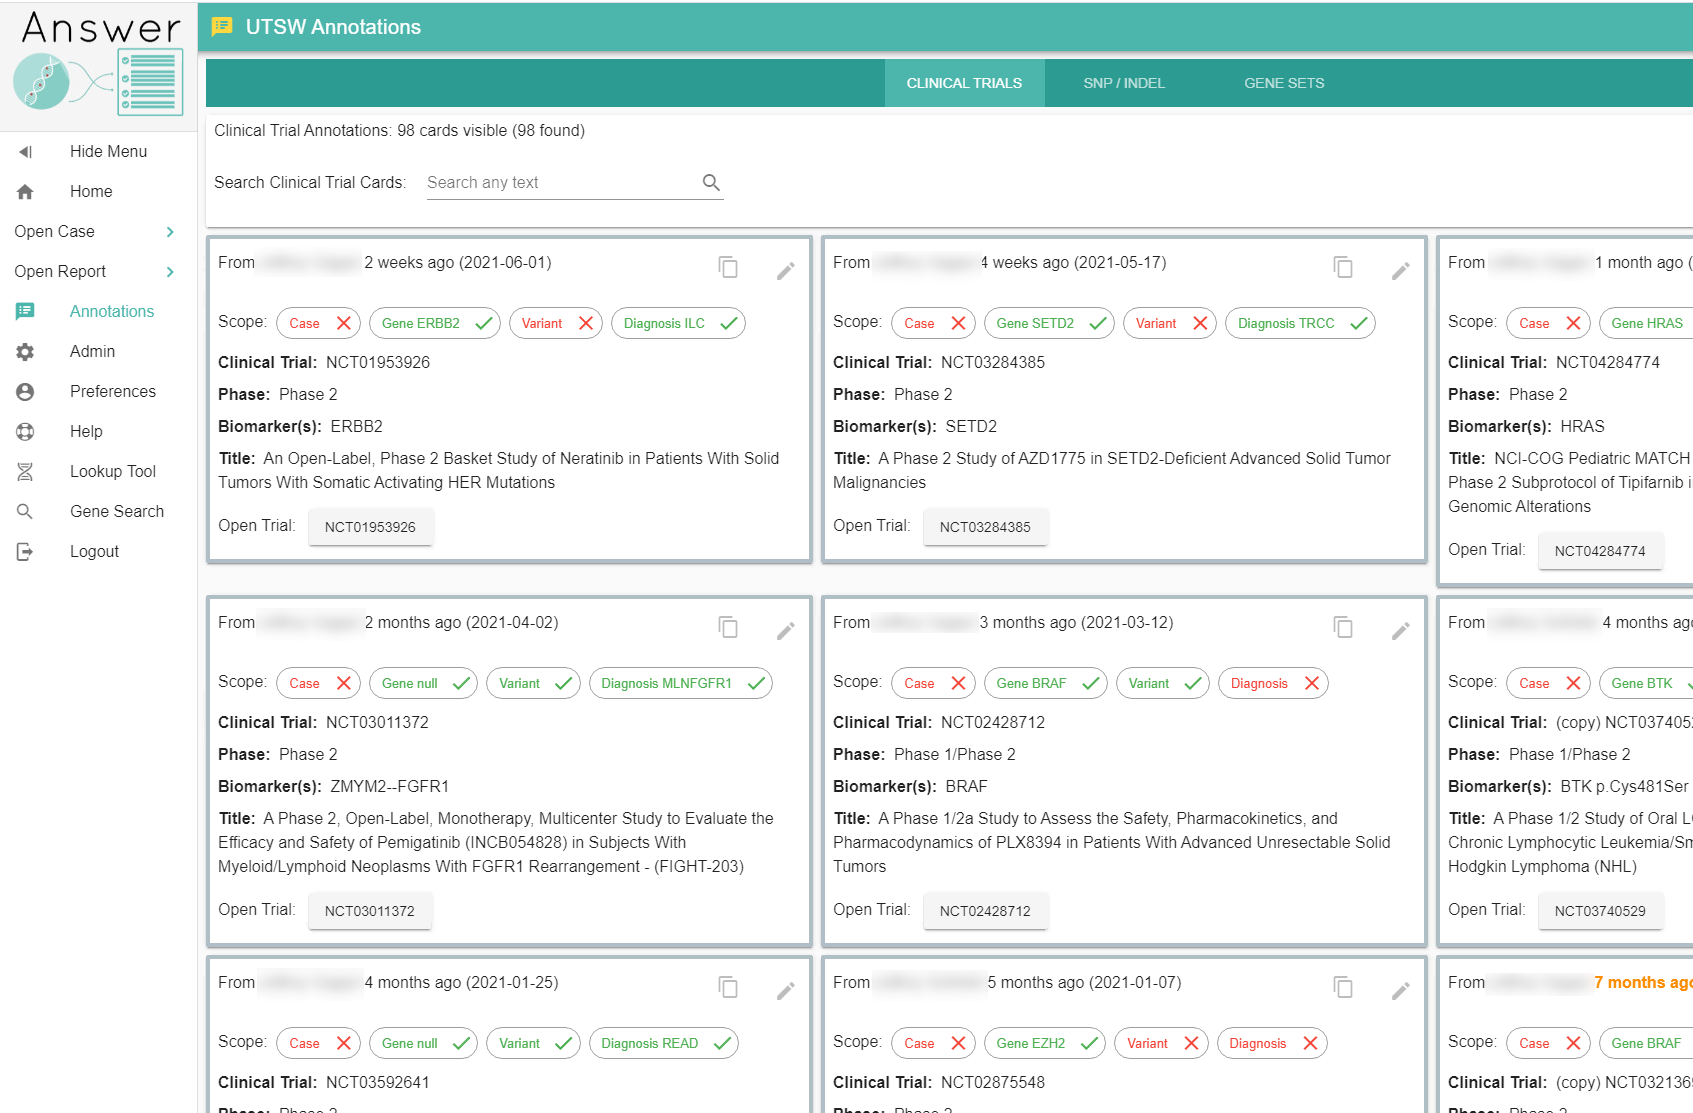 Answer
UTSW Annotations
CLINICAL TRIALS
SNP / INDEL
GENE SETS
Clinical Trial Annotations: 98 cards visible (98 found)
Search Clinical Trial Cards: Search any text
Hide Menu
Home
Open Case
Open Report
Annotations
Admin
Preferences
Help
Lookup Tool
Gene Search
Logout
From 2 weeks ago (2021-06-01)
Scope: Case Gene ERBB2 Variant Diagnosis ILC
Clinical Trial: NCT01953926
Phase: Phase 2
Biomarker(s): ERBB2
Title: An Open-Label, Phase 2 Basket Study of Neratinib in Patients With Solid
Tumors With Somatic Activating HER Mutations
Open Trial: NCT01953926
From 4 weeks ago (2021-05-17)
Scope: Case Gene SETD2 Variant Diagnosis TRCC
Clinical Trial: NCT03284385
Phase: Phase 2
Biomarker(s): SETD2
Title: A Phase 2 Study of AZD1775 in SETD2-Deficient Advanced Solid Tumor
Malignancies
Open Trial: NCT03284385
From 1 month ago (
Scope: Case Gene HRAS
Clinical Trial: NCT04284774
Phase: Phase 2
Biomarker(s): HRAS
Title: NCI-COG Pediatric MATCH
Phase 2 Subprotocol of Tipifarnib i
Genomic Alterations
Open Trial: NCT04284774
From 2 months ago (2021-04-02)
Scope: Case Gene null Variant Diagnosis MLNFGFR1
Clinical Trial: NCT03011372
Phase: Phase 2
Biomarker(s): ZMYM2--FGFR1
Title: A Phase 2, Open-Label, Monotherapy, Multicenter Study to Evaluate the
Efficacy and Safety of Pemigatinib (INCB054828) in Subjects With
Myeloid/Lymphoid Neoplasms With FGFR1 Rearrangement - (FIGHT-203)
Open Trial: NCT03011372
From 3 months ago (2021-03-12)
Scope: Case Gene BRAF Variant Diagnosis
Clinical Trial: NCT02428712
Phase: Phase 1/Phase 2
Biomarker(s): BRAF
Title: A Phase 1/2a Study to Assess the Safety, Pharmacokinetics, and
Pharmacodynamics of PLX8394 in Patients With Advanced Unresectable Solid
Tumors
Open Trial: NCT02428712
From 4 months ago
Scope: Case Gene BTK
Clinical Trial: (copy) NCT037405
Phase: Phase 1/Phase 2
Biomarker(s): BTK p.Cys481Ser
Title: A Phase 1/2 Study of Oral L
Chronic Lymphocytic Leukemia/Sm
Hodgkin Lymphoma (NHL)
Open Trial: NCT03740529
From 4 months ago (2021-01-25)
Scope: Case Gene null Variant Diagnosis READ
Clinical Trial: NCT03592641
Phase: Phase 2
From 5 months ago (2021-01-07)
Scope: Case Gene EZH2 Variant Diagnosis
Clinical Trial: NCT02875548
Phase: Phase 2
From 7 months ago
Scope: Case Gene BRAF
Clinical Trial: (copy) NCT032136